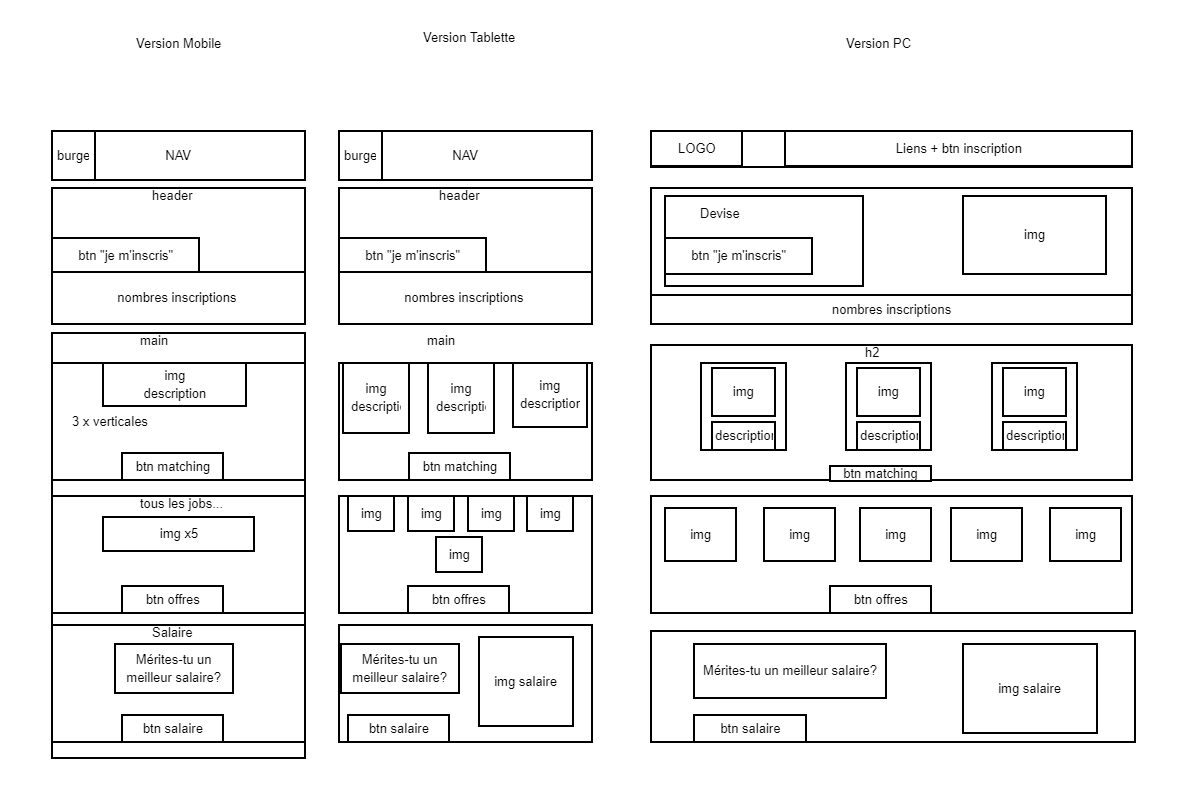 Version Mobile
Version Tablette
Version PC
burge
NAV
header
btn "je m'inscris"
nombres inscriptions
main
img
description
3 x verticales
btn matching
tous les jobs...
img x5
btn offres
Salaire
Mérites-tu un
meilleur salaire?
btn salaire
burge
NAV
header
btn "je m'inscris"
nombres inscriptions
main
img
descripti
img
descripti
img
description
btn matching
img
img
img
img
img
btn offres
Mérites-tu un
meilleur salaire?
img salaire
btn salaire
LOGO
Liens + btn inscription
Devise
btn "je m'inscris"
img
nombres inscriptions
h2
img
description
img
description
img
description
btn matching
img
img
img
img
img
btn offres
Mérites-tu un meilleur salaire?
img salaire
btn salaire